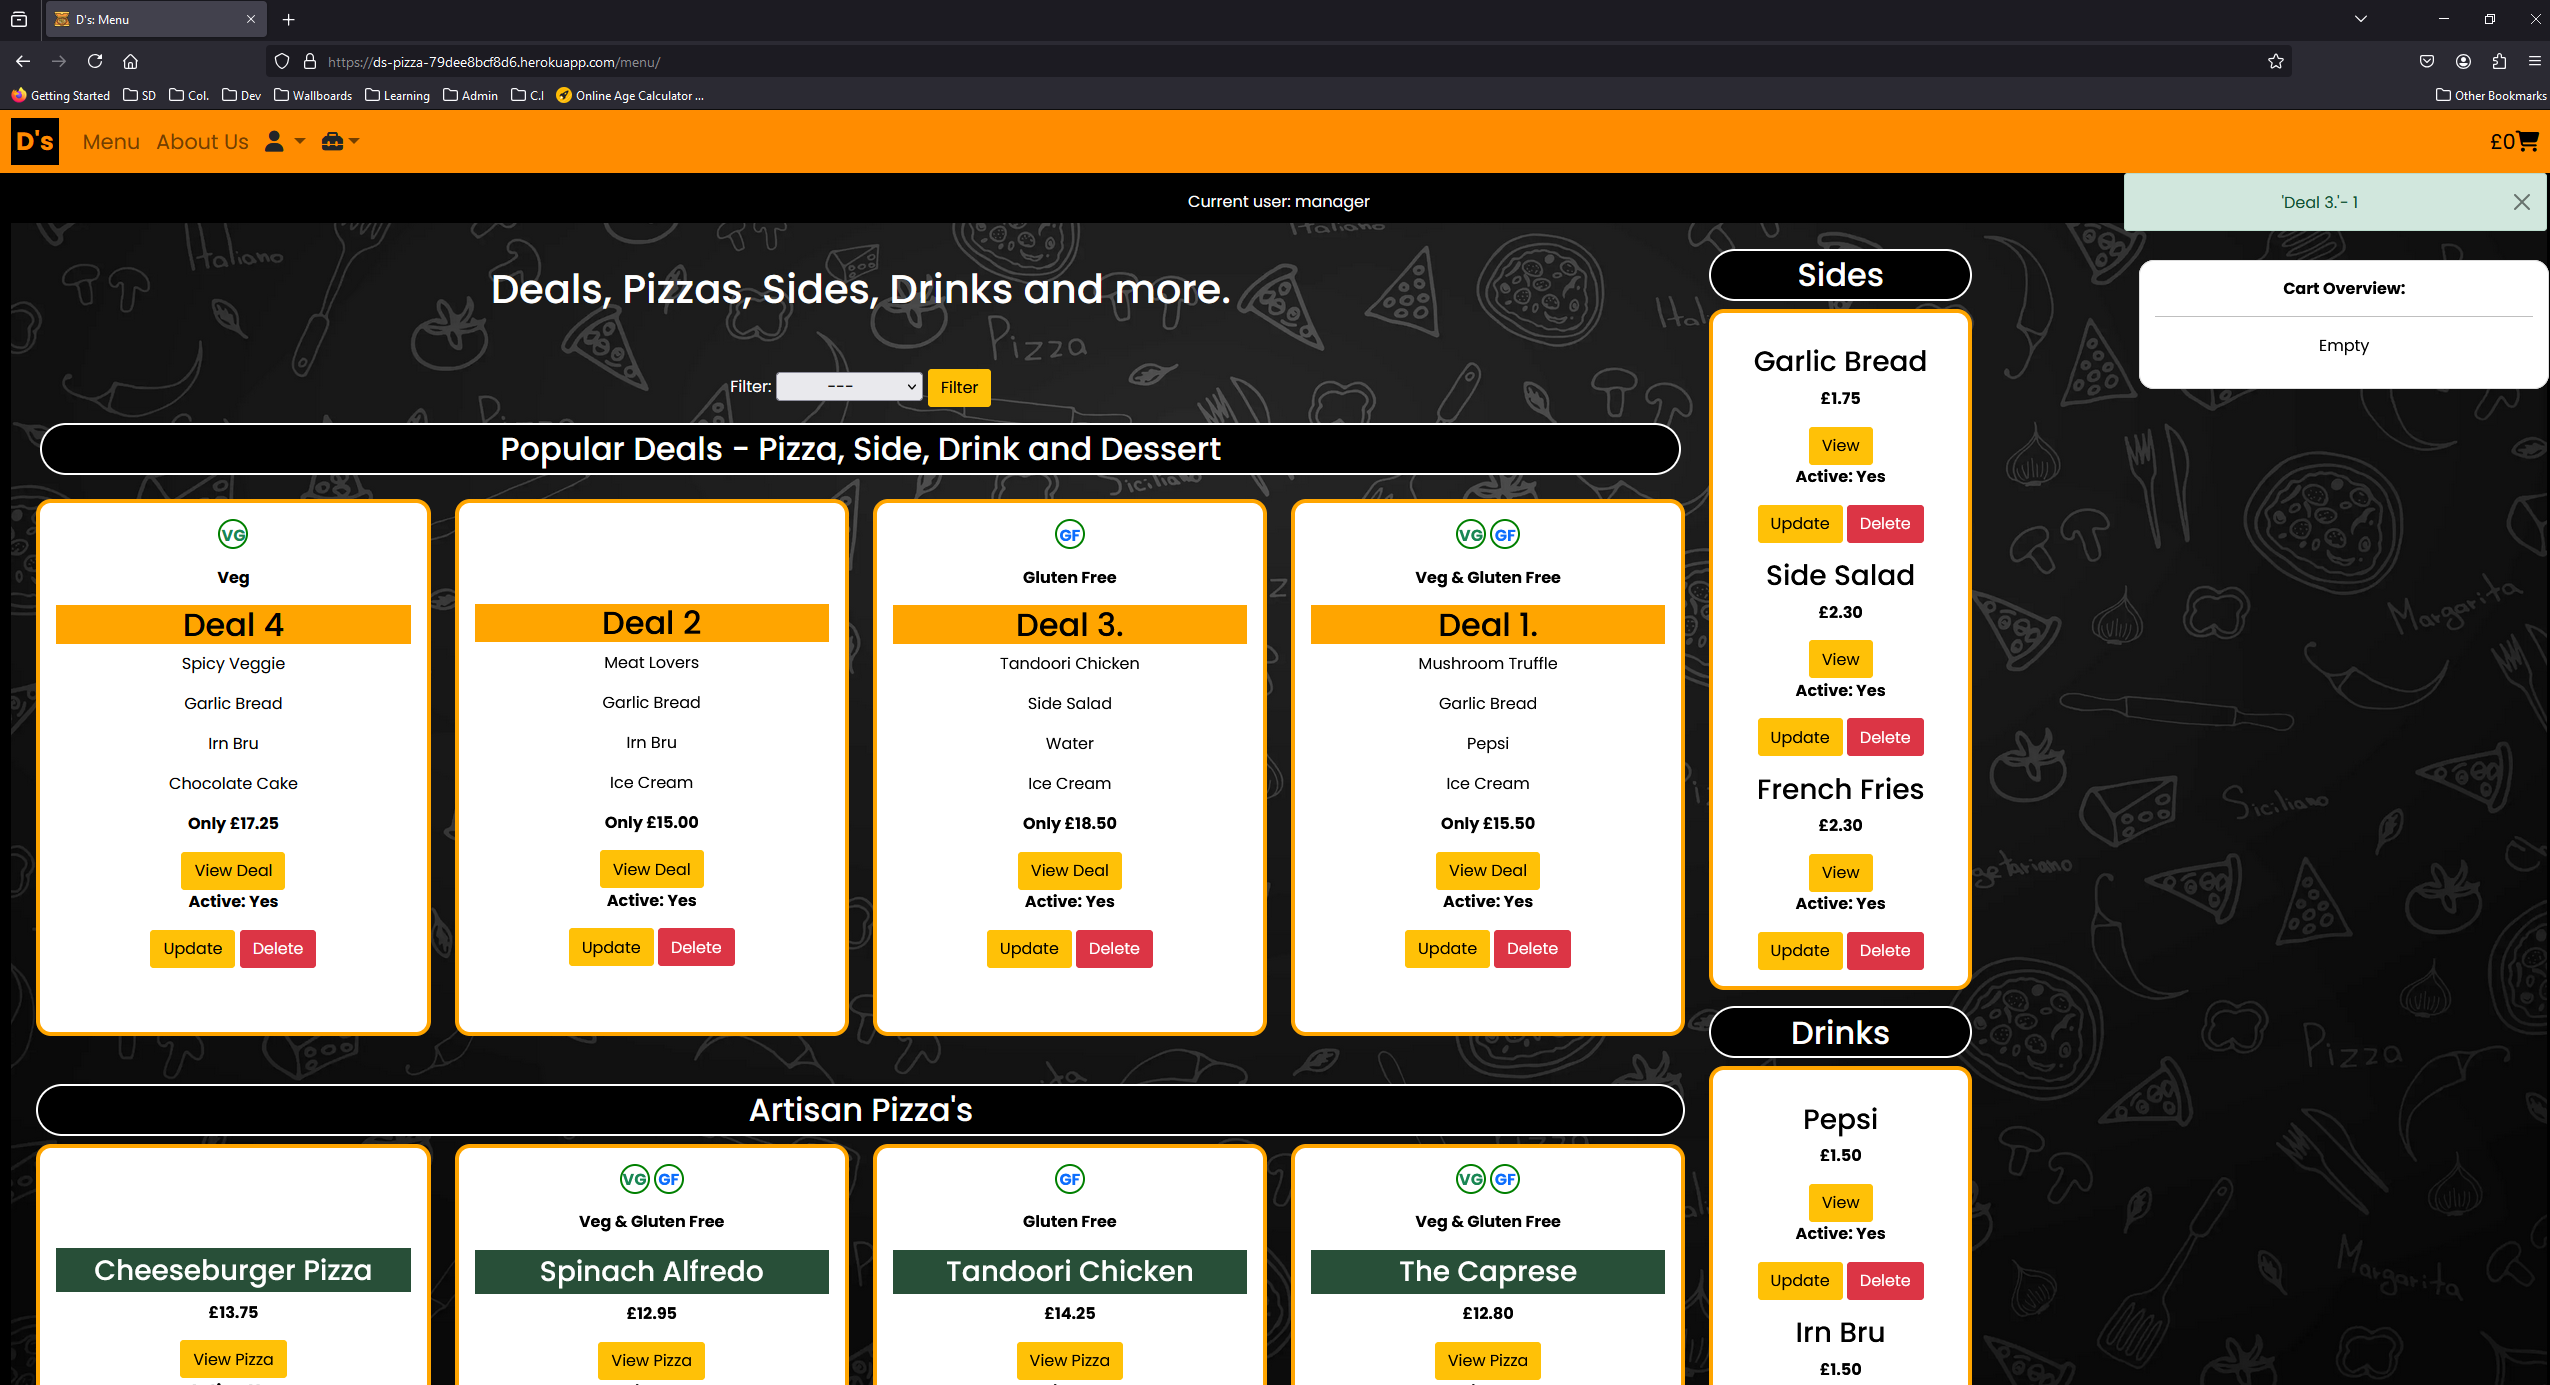 D's: Menu
https://ds-pizza-79dee8bcf8d6.herokuapp.com/menu/
Getting Started SD Col. Dev Wallboards Learning Admin C.I Online Age Calculator ... Other Bookmarks
D's Menu About Us £0
Current user: manager
'Deal 3.'- 1
Deals, Pizzas, Sides, Drinks and more.
Filter: --- Filter
Popular Deals - Pizza, Side, Drink and Dessert
VG
Veg
Deal 4
Spicy Veggie
Garlic Bread
Irn Bru
Chocolate Cake
Only £17.25
View Deal
Active: Yes
Update Delete
Deal 2
Meat Lovers
Garlic Bread
Irn Bru
Ice Cream
Only £15.00
View Deal
Active: Yes
Update Delete
GF
Gluten Free
Deal 3.
Tandoori Chicken
Side Salad
Water
Ice Cream
Only £18.50
View Deal
Active: Yes
Update Delete
VG GF
Veg & Gluten Free
Deal 1.
Mushroom Truffle
Garlic Bread
Pepsi
Ice Cream
Only £15.50
View Deal
Active: Yes
Update Delete
Artisan Pizza's
Cheeseburger Pizza
£13.75
View Pizza
VG GF
Veg & Gluten Free
Spinach Alfredo
£12.95
View Pizza
GF
Gluten Free
Tandoori Chicken
£14.25
View Pizza
VG GF
Veg & Gluten Free
The Caprese
£12.80
View Pizza
Sides
Garlic Bread
£1.75
View
Active: Yes
Update Delete
Side Salad
£2.30
View
Active: Yes
Update Delete
French Fries
£2.30
View
Active: Yes
Update Delete
Drinks
Pepsi
£1.50
View
Active: Yes
Update Delete
Irn Bru
£1.50
Cart Overview:
Empty
Italiano
Pizza
Siciliano
Margarita
Siciliano
Pizza
Margarita